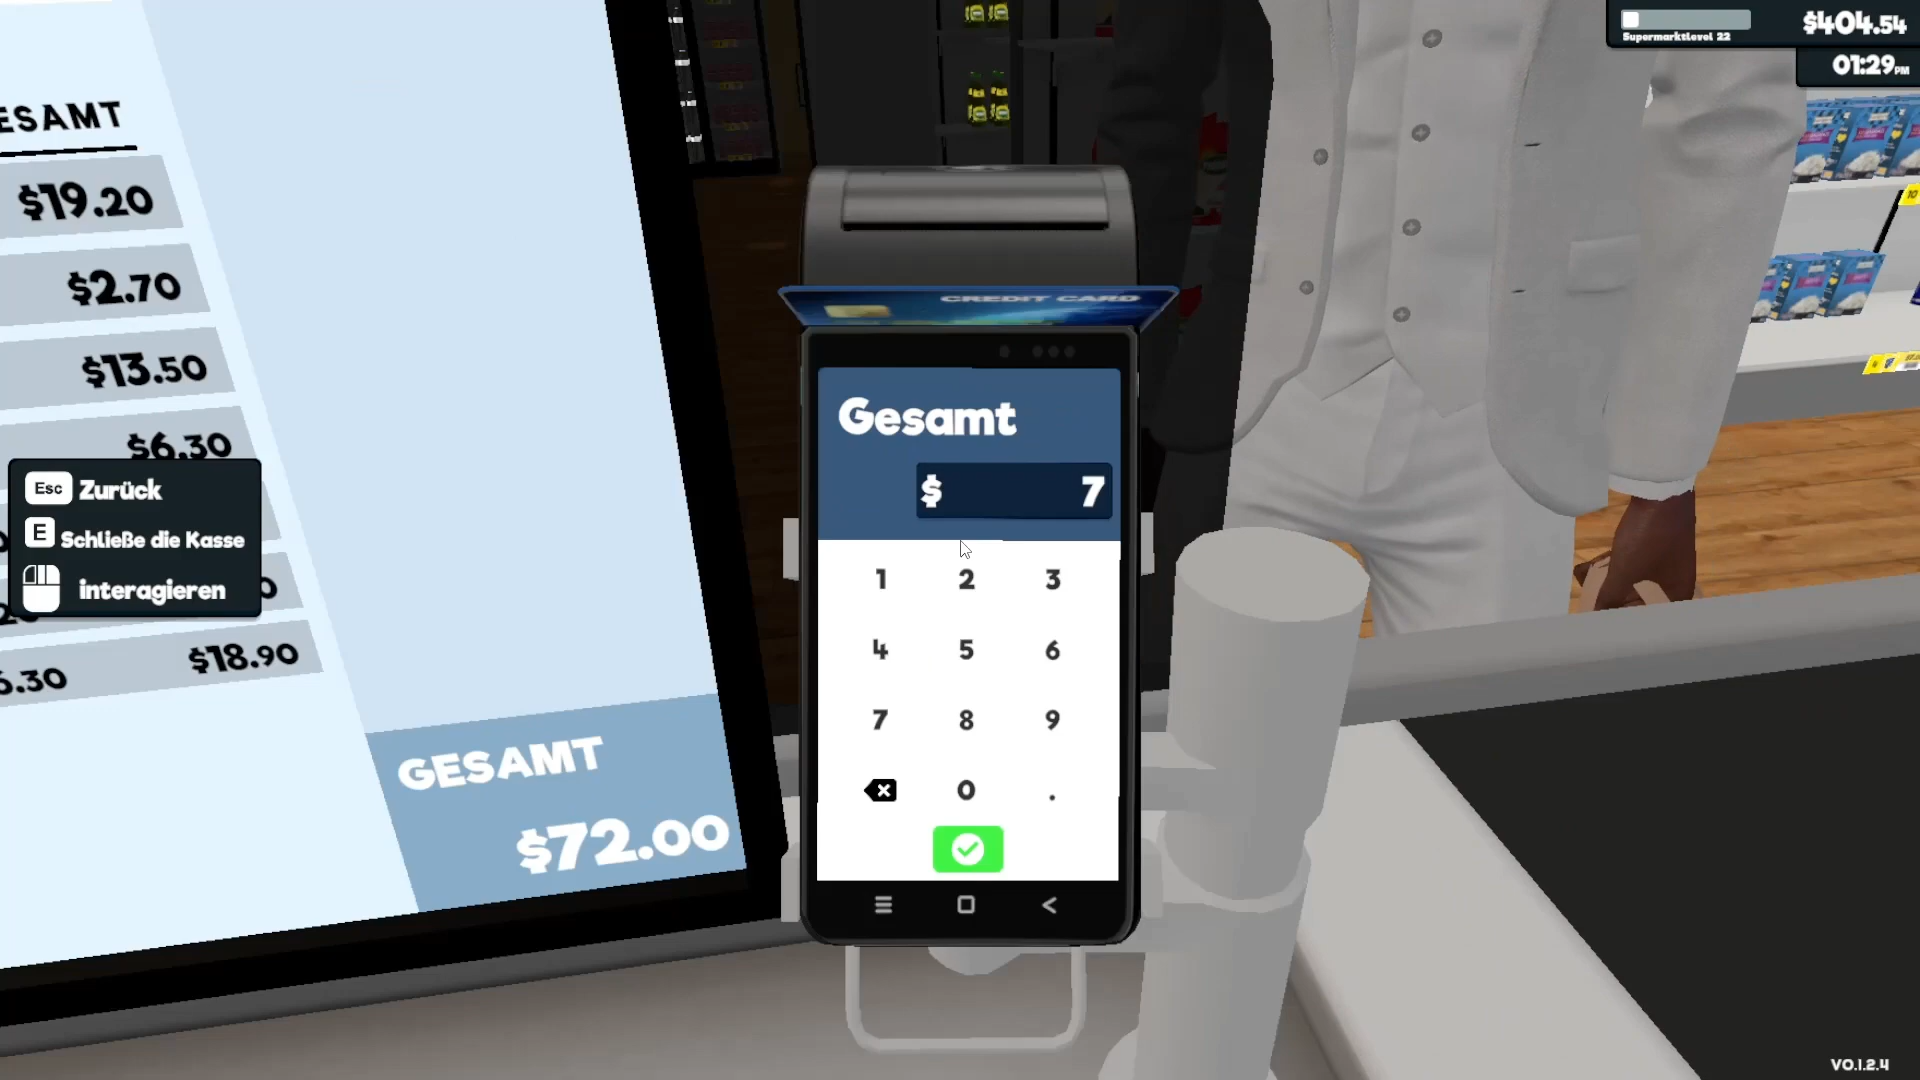 Supermarktlevel 22
$404.54
01:29PM
GESAMT
$19.20
$2.70
$13.50
$6.30
Esc Zurück
E Schließe die Kasse
interagieren
$18.90
GESAMT
$72.00
CREDIT CARD
Gesamt
$ 7
1 2 3
4 5 6
7 8 9
0 .
V0.1.2.4